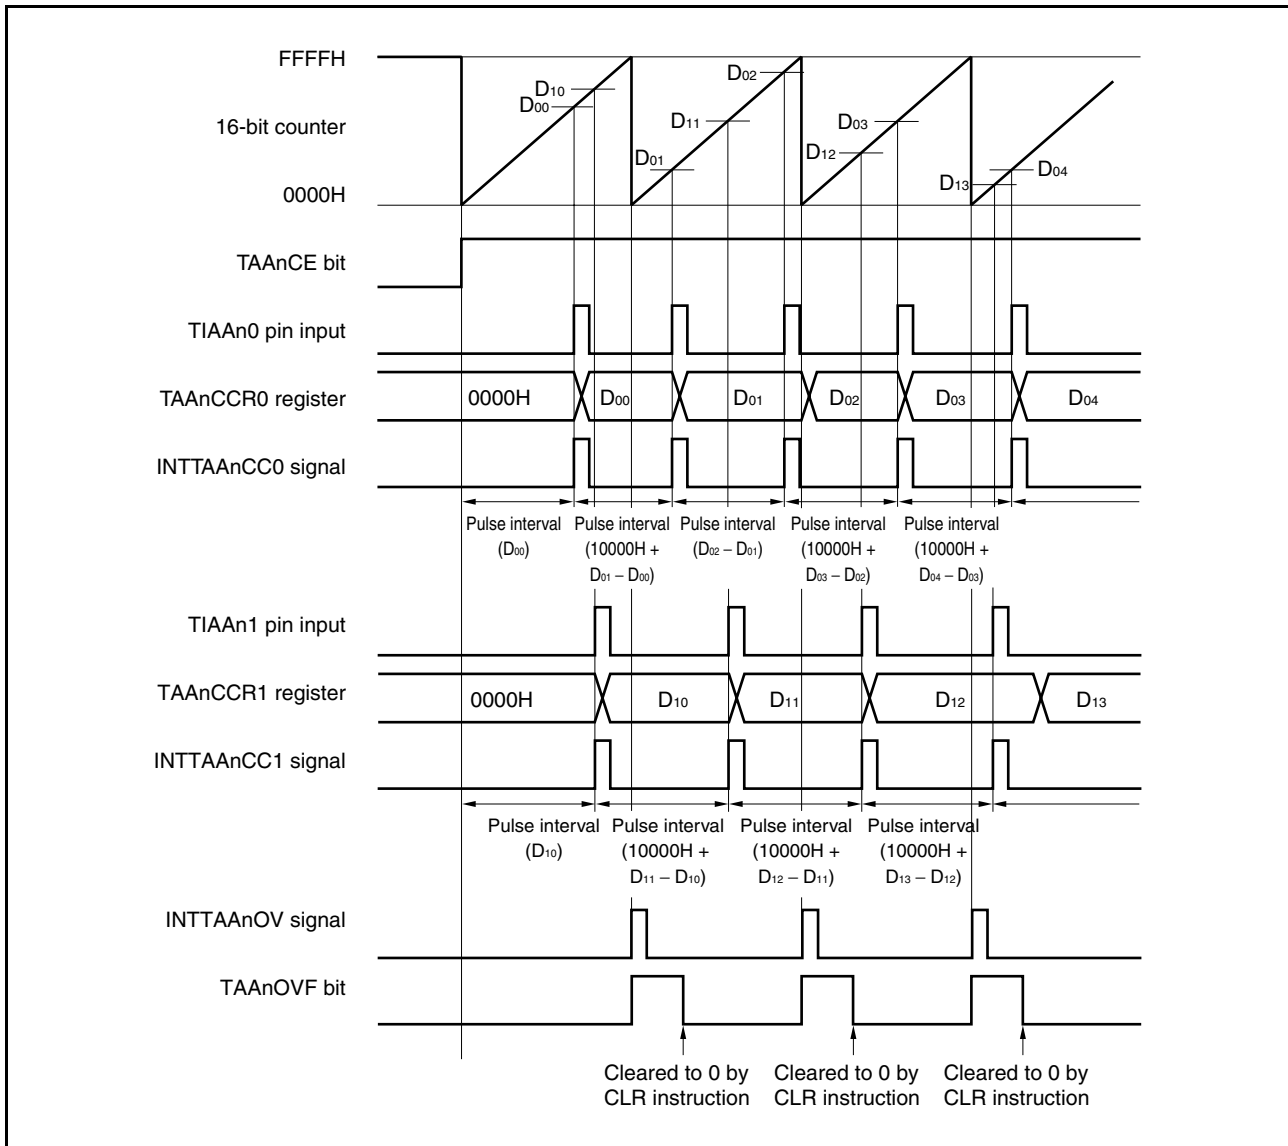 FFFFH
D10
D00
D02
16-bit counter
D11
D03
D12
D01
D04
D13
0000H
TAAnCE bit
TIAAn0 pin input
TAAnCCR0 register
0000H
D00
D01
D02
D03
D04
INTTAAnCC0 signal
Pulse interval
(D00)
Pulse interval
(10000H +
D01 – D00)
Pulse interval
(D02 – D01)
Pulse interval
(10000H +
D03 – D02)
Pulse interval
(10000H +
D04 – D03)
TIAAn1 pin input
TAAnCCR1 register
0000H
D10
D11
D12
D13
INTTAAnCC1 signal
Pulse interval
(D10)
Pulse interval
(10000H +
D11 – D10)
Pulse interval
(10000H +
D12 – D11)
Pulse interval
(10000H +
D13 – D12)
INTTAAnOV signal
TAAnOVF bit
Cleared to 0 by
CLR instruction
Cleared to 0 by
CLR instruction
Cleared to 0 by
CLR instruction